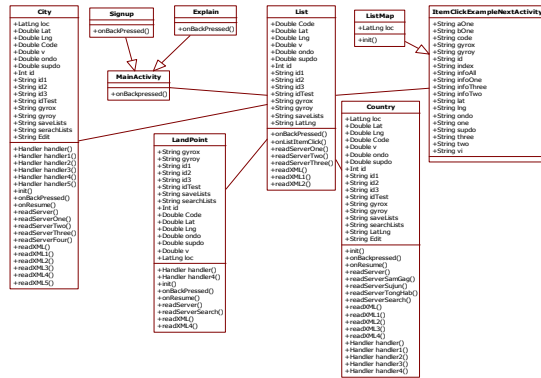 City
+LatLng loc
+Double Lat
+Double Lng
+Double Code
+Double v
+Double ondo
+Double supdo
+Int id
+String id1
+String id2
+String id3
+String idTest
+String gyrox
+String gyroy
+String saveLists
+String serachLists
+String Edit
+Handler handler()
+Handler handler1()
+Handler handler2()
+Handler handler3()
+Handler handler4()
+Handler handler5()
+init()
+onBackPressed()
+onResume()
+readServer()
+readServerOne()
+readServerTwo()
+readServerThree()
+readServerFour()
+readXML()
+readXML1()
+readXML2()
+readXML3()
+readXML4()
+readXML5()
Signup
+onBackPressed()
Explain
+onBackPressed()
MainActivity
+onBackpressed()
LandPoint
+String gyrox
+String gyroy
+String id1
+String id2
+String id3
+String idTest
+String saveLists
+String searchLists
+Int id
+Double Code
+Double Lat
+Double Lng
+Double ondo
+Double supdo
+Double v
+LatLng loc
+Handler handler()
+Handler handler4()
+init()
+onBackPressed()
+onResume()
+readServer()
+readServerSearch()
+readXML()
+readXML4()
List
+Double Code
+Double Lat
+Double Lng
+Double v
+Double ondo
+Double supdo
+Int id
+String id1
+String id2
+String id3
+String idTest
+String gyrox
+String gyroy
+String saveLists
+String LatLng
+onBackPressed()
+onListItemClick()
+readServerOne()
+readServerTwo()
+readServerThree()
+readXML()
+readXML1()
+readXML2()
ListMap
+LatLng loc
+init()
Country
+LatLng loc
+Double Lat
+Double Lng
+Double Code
+Double v
+Double ondo
+Double supdo
+Int id
+String id1
+String id2
+String id3
+String idTest
+String gyrox
+String gyroy
+String saveLists
+String searchLists
+String LatLng
+String Edit
+init()
+onBackpressed()
+onResume()
+readServer()
+readServerSamGag()
+readServerSujun()
+readServerTongHab()
+readServerSearch()
+readXML()
+readXML1()
+readXML2()
+readXML3()
+readXML4()
+Handler handler()
+Handler handler1()
+Handler handler2()
+Handler handler3()
+Handler handler4()
ItemClickExampleNextActivity
+String aOne
+String bOne
+String code
+String gyrox
+String gyroy
+String id
+String index
+String infoAll
+String infoOne
+String infoThree
+String infoTwo
+String lat
+String lng
+String ondo
+String one
+String supdo
+String three
+String two
+String vi